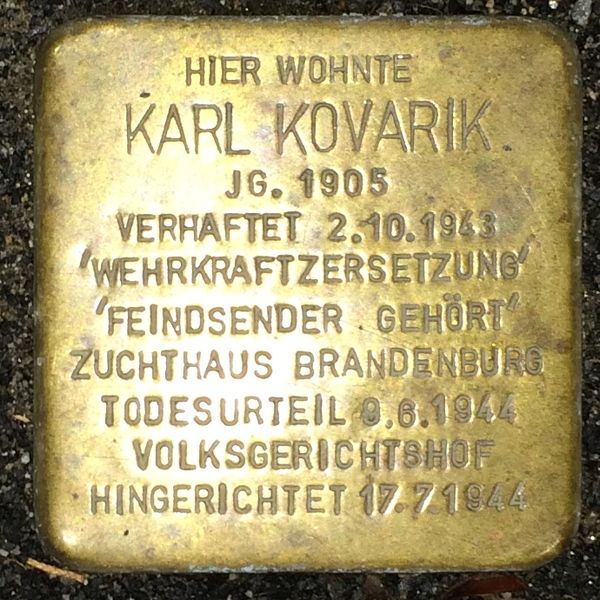 HIER WOHNTE
KARL KOVARIK
JG. 1905
VERHAFTET 2.10.1943
'WEHRKRAFTZERSETZUNG'
'FEINDSENDER GEHÖRT'
ZUCHTHAUS BRANDENBURG
TODESURTEIL 9.6.1944
VOLKSGERICHTSHOF
HINGERICHTET 17.7.1944